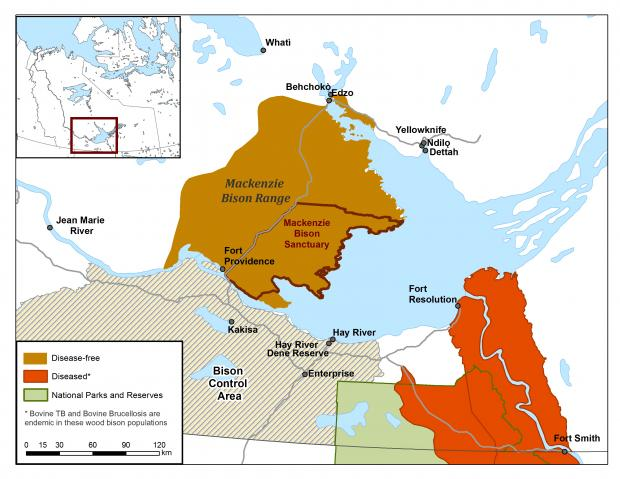 Whatì
Behchokǫ̀
Edzo
Yellowknife
Ndilo
Dettah
Mackenzie
Bison Range
Mackenzie
Bison
Sanctuary
Jean Marie
River
Fort
Providence
Fort
Resolution
Kakisa
Hay River
Hay River
Dene Reserve
Enterprise
Bison
Control
Area
Fort Smith
Disease-free
Diseased*
National Parks and Reserves
* Bovine TB and Bovine Brucellosis are
endemic in these wood bison populations
0 15 30 60 90 120
km